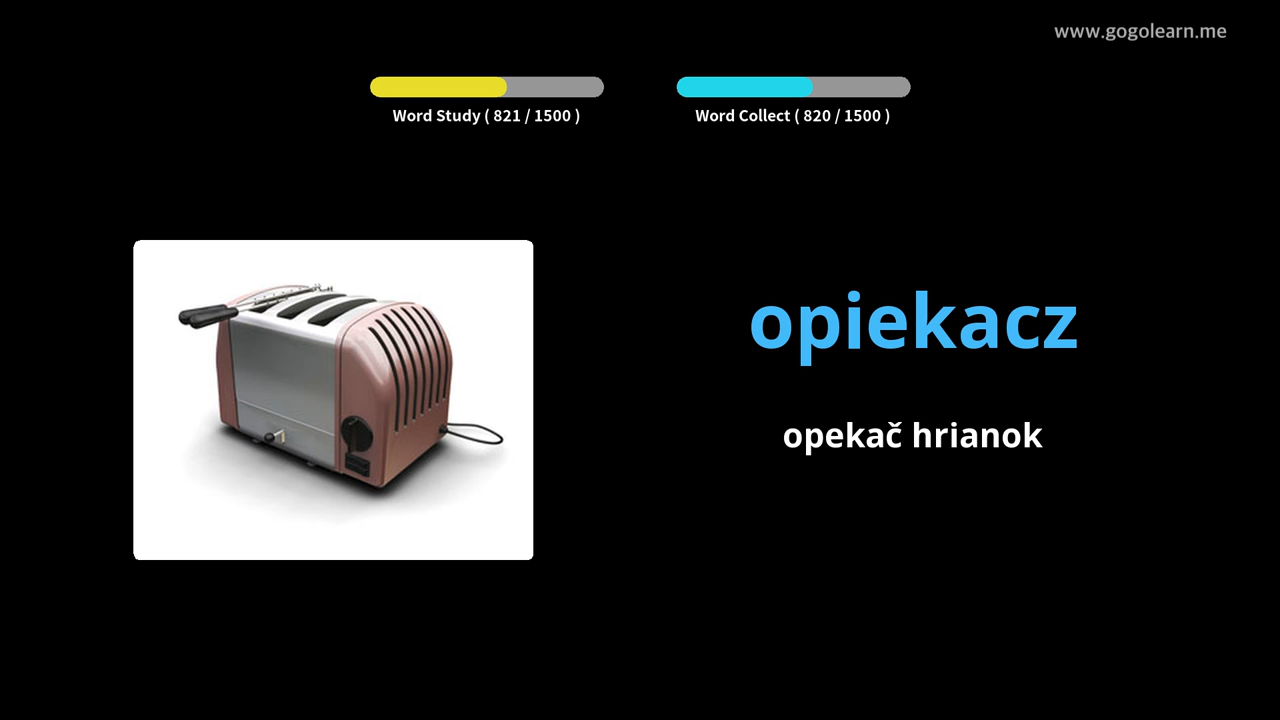 www.gogolearn.me
Word Study ( 821 / 1500 )
Word Collect ( 820 / 1500 )
opiekacz
opekač hrianok